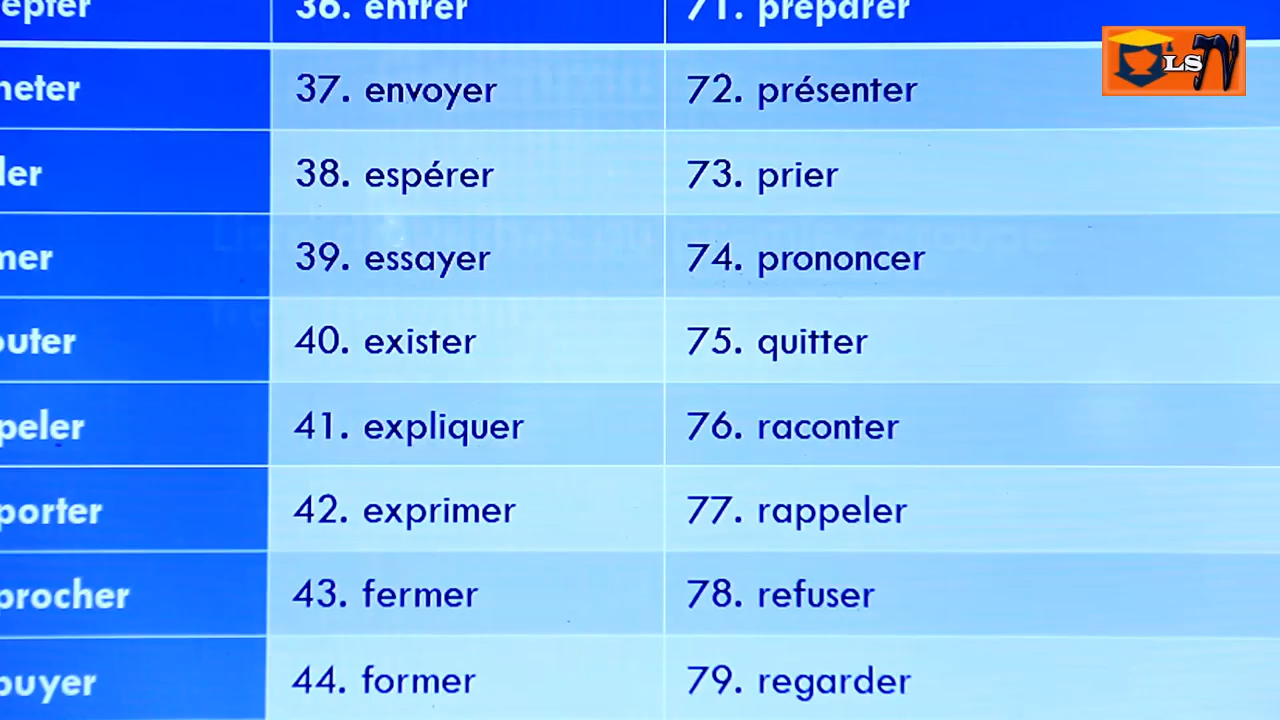 epter 36. entrer 71. préparer
heter 37. envoyer 72. présenter
ler 38. espérer 73. prier
mer 39. essayer 74. prononcer
outer 40. exister 75. quitter
peler 41. expliquer 76. raconter
porter 42. exprimer 77. rappeler
procher 43. fermer 78. refuser
puyer 44. former 79. regarder
LS